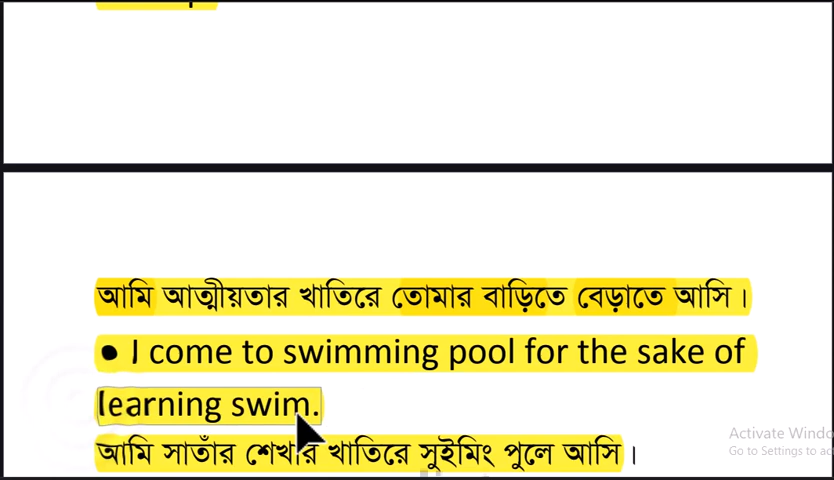 আমি আত্মীয়তার খাতিরে তোমার বাড়িতে বেড়াতে আসি।
● I come to swimming pool for the sake of
learning swim.
আমি সাতাঁর শেখার খাতিরে সুইমিং পুলে আসি।
Activate Windo
Go to Settings to ac